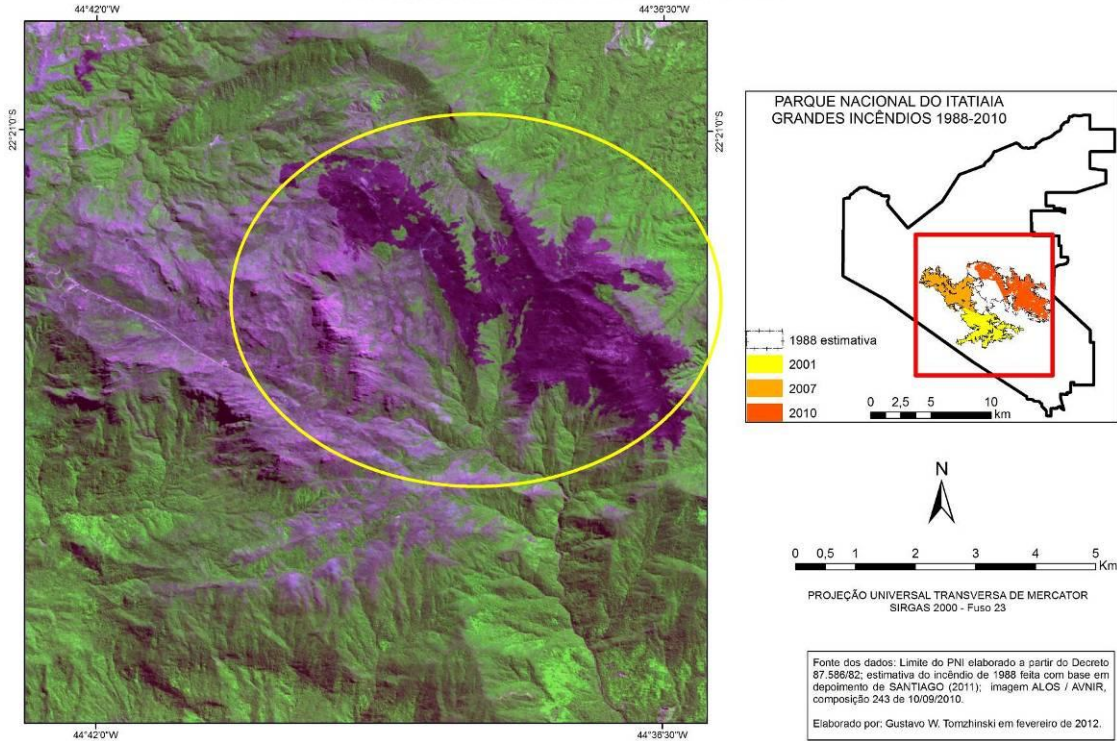 44°42'0"W
44°36'30"W
22°21'0"S
22°21'0"S
PARQUE NACIONAL DO ITATIAIA
GRANDES INCÊNDIOS 1988-2010
1988 estimativa
2001
2007
2010
0 2,5 5 10
km
N
0 0,5 1 2 3 4 5
Km
PROJEÇÃO UNIVERSAL TRANSVERSA DE MERCATOR
SIRGAS 2000 - Fuso 23
Fonte dos dados: Limite do PNI elaborado a partir do Decreto
87.586/82; estimativa do incêndio de 1988 feita com base em
depoimento de SANTIAGO (2011); imagem ALOS / AVNIR,
composição 243 de 10/09/2010.
Elaborado por: Gustavo W. Tomzhinski em fevereiro de 2012.
44°42'0"W
44°36'30"W